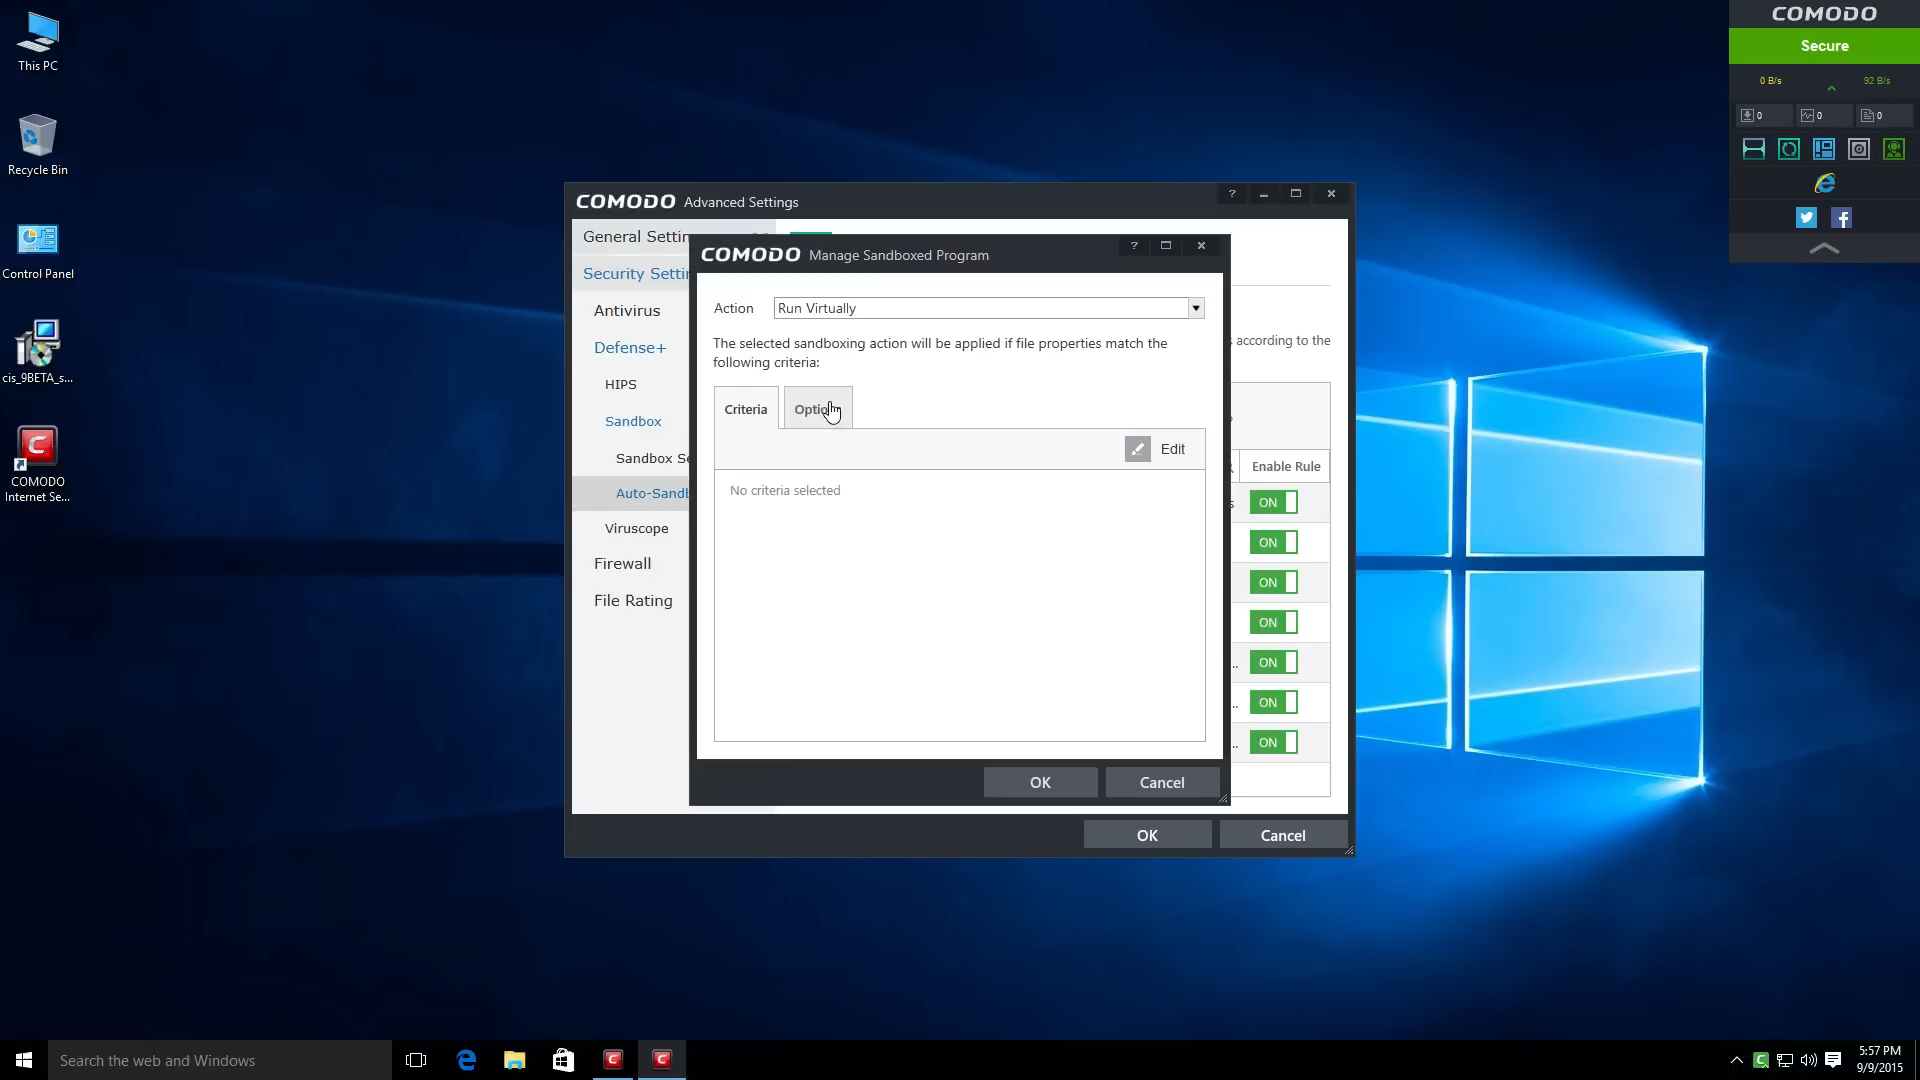 This PC
Recycle Bin
Control Panel
cis_9BETA_s...
COMODO
Internet Se...
COMODO
Secure
0 B/s
92 B/s
0
0
0
COMODO Advanced Settings
?
General Settin
Security Settin
Antivirus
Defense+
HIPS
Sandbox
Sandbox Se
Auto-Sandb
Viruscope
Firewall
File Rating
according to the
Enable Rule
ON
ON
ON
ON
.. ON
.. ON
.. ON
OK
Cancel
COMODO Manage Sandboxed Program
?
Action
Run Virtually
The selected sandboxing action will be applied if file properties match the
following criteria:
Criteria
Edit
No criteria selected
OK
Cancel
Search the web and Windows
5:57 PM
9/9/2015